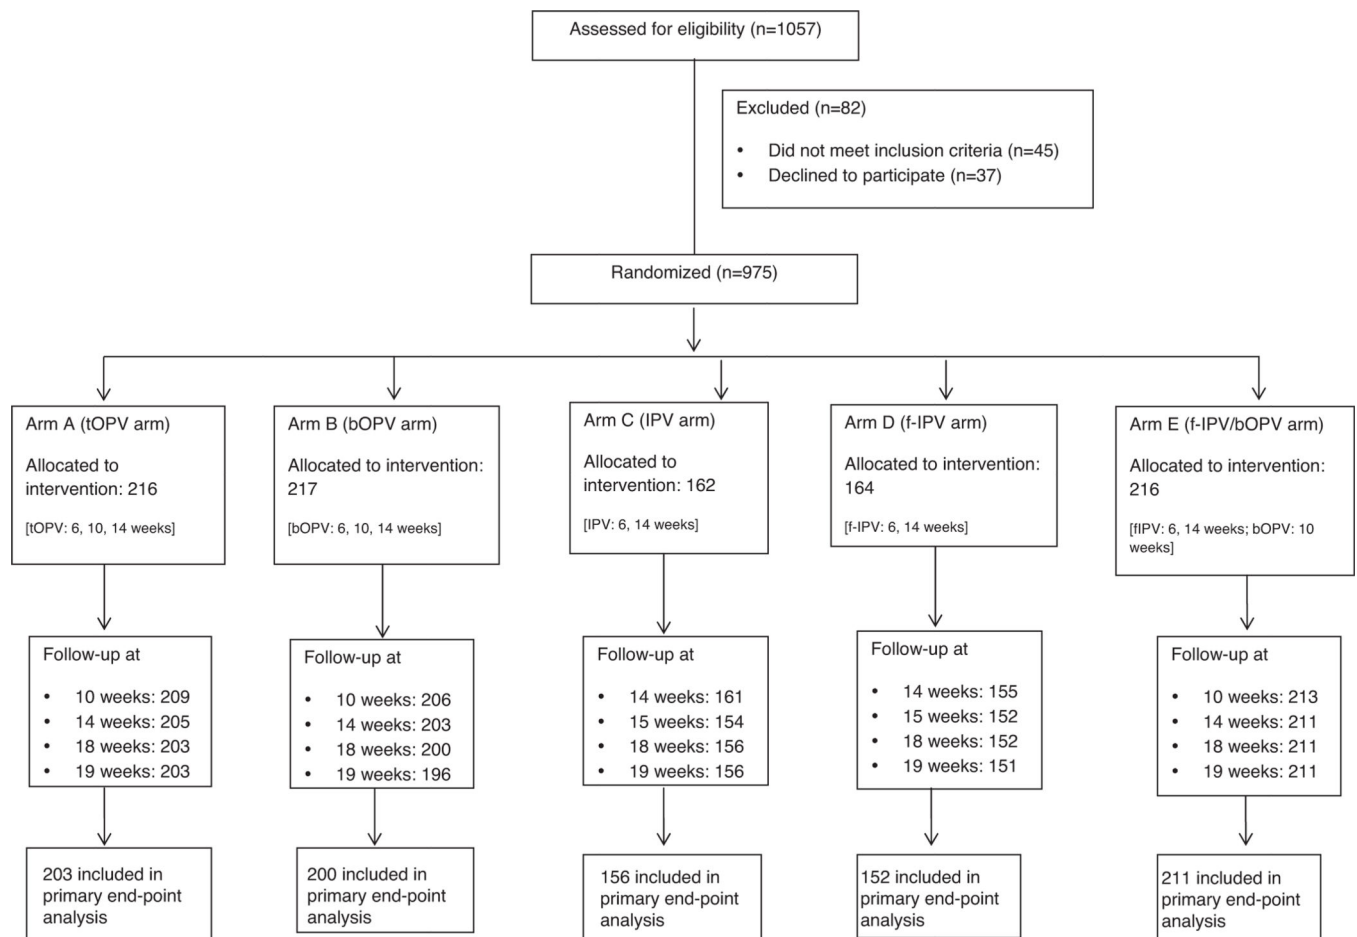 Assessed for eligibility (n=1057)
Excluded (n=82)
• Did not meet inclusion criteria (n=45)
• Declined to participate (n=37)
Randomized (n=975)
Arm A (tOPV arm)
Allocated to
intervention: 216
[tOPV: 6, 10, 14 weeks]
Arm B (bOPV arm)
Allocated to intervention:
217
[bOPV: 6, 10, 14 weeks]
Arm C (IPV arm)
Allocated to
intervention: 162
[IPV: 6, 14 weeks]
Arm D (f-IPV arm)
Allocated to intervention:
164
[f-IPV: 6, 14 weeks]
Arm E (f-IPV/bOPV arm)
Allocated to intervention:
216
[fIPV: 6, 14 weeks; bOPV: 10
weeks]
Follow-up at
• 10 weeks: 209
• 14 weeks: 205
• 18 weeks: 203
• 19 weeks: 203
Follow-up at
• 10 weeks: 206
• 14 weeks: 203
• 18 weeks: 200
• 19 weeks: 196
Follow-up at
• 14 weeks: 161
• 15 weeks: 154
• 18 weeks: 156
• 19 weeks: 156
Follow-up at
• 14 weeks: 155
• 15 weeks: 152
• 18 weeks: 152
• 19 weeks: 151
Follow-up at
• 10 weeks: 213
• 14 weeks: 211
• 18 weeks: 211
• 19 weeks: 211
203 included in
primary end-point
analysis
200 included in
primary end-point
analysis
156 included in
primary end-point
analysis
152 included in
primary end-point
analysis
211 included in
primary end-point
analysis